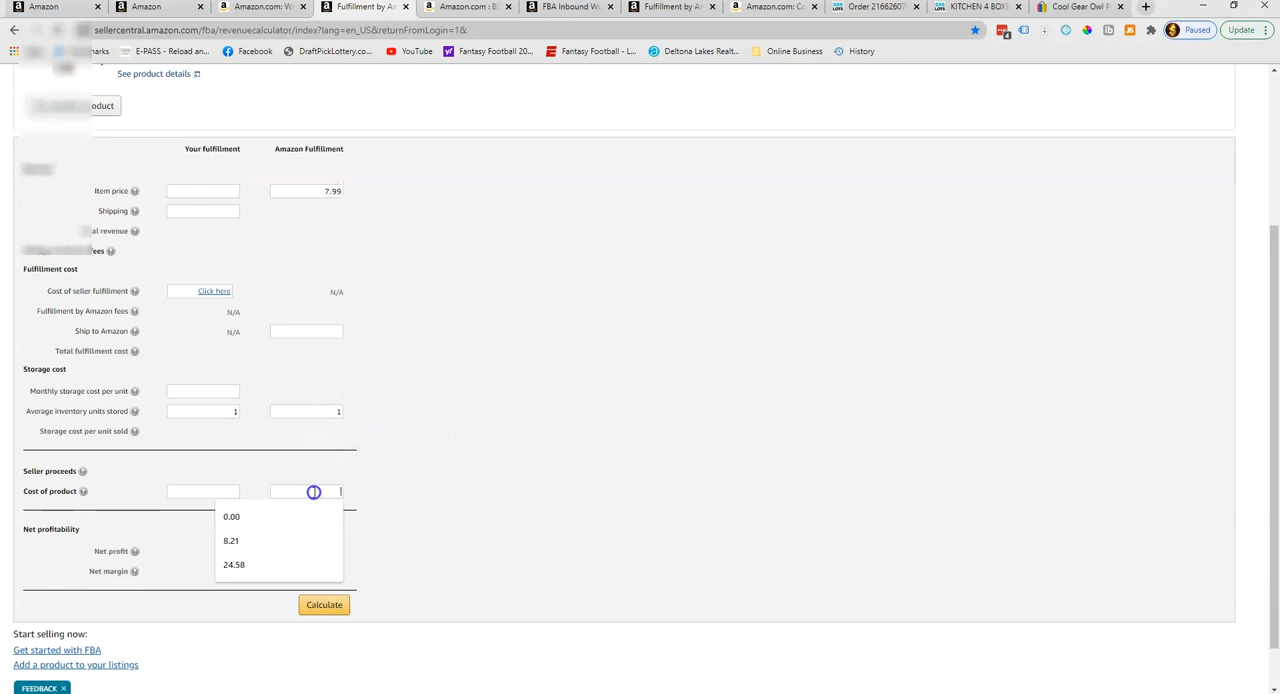 Amazon
Amazon
Amazon.com: W
Fulfillment by Am
Amazon.com : B
FBA Inbound Wo
Fulfillment by Am
Amazon.com: C
Order 21662607
KITCHEN 4 BOX
Cool Gear Owl P
sellercentral.amazon.com/fba/revenuecalculator/index?lang=en_US&returnFromLogin=1&
Paused
Update
E-PASS - Reload an...
Facebook
DraftPickLottery.co...
YouTube
Fantasy Football 20...
Fantasy Football - L...
Deltona Lakes Realt...
Online Business
History
See product details
Your fulfillment
Amazon Fulfillment
Item price
7.99
Shipping
al revenue
fees
Fulfillment cost
Cost of seller fulfillment
Click here
N/A
Fulfillment by Amazon fees
N/A
Ship to Amazon
N/A
Total fulfillment cost
Storage cost
Monthly storage cost per unit
Average inventory units stored
1
1
Storage cost per unit sold
Seller proceeds
Cost of product
0.00
8.21
24.58
Net profitability
Net profit
Net margin
Calculate
Start selling now:
Get started with FBA
Add a product to your listings
FEEDBACK